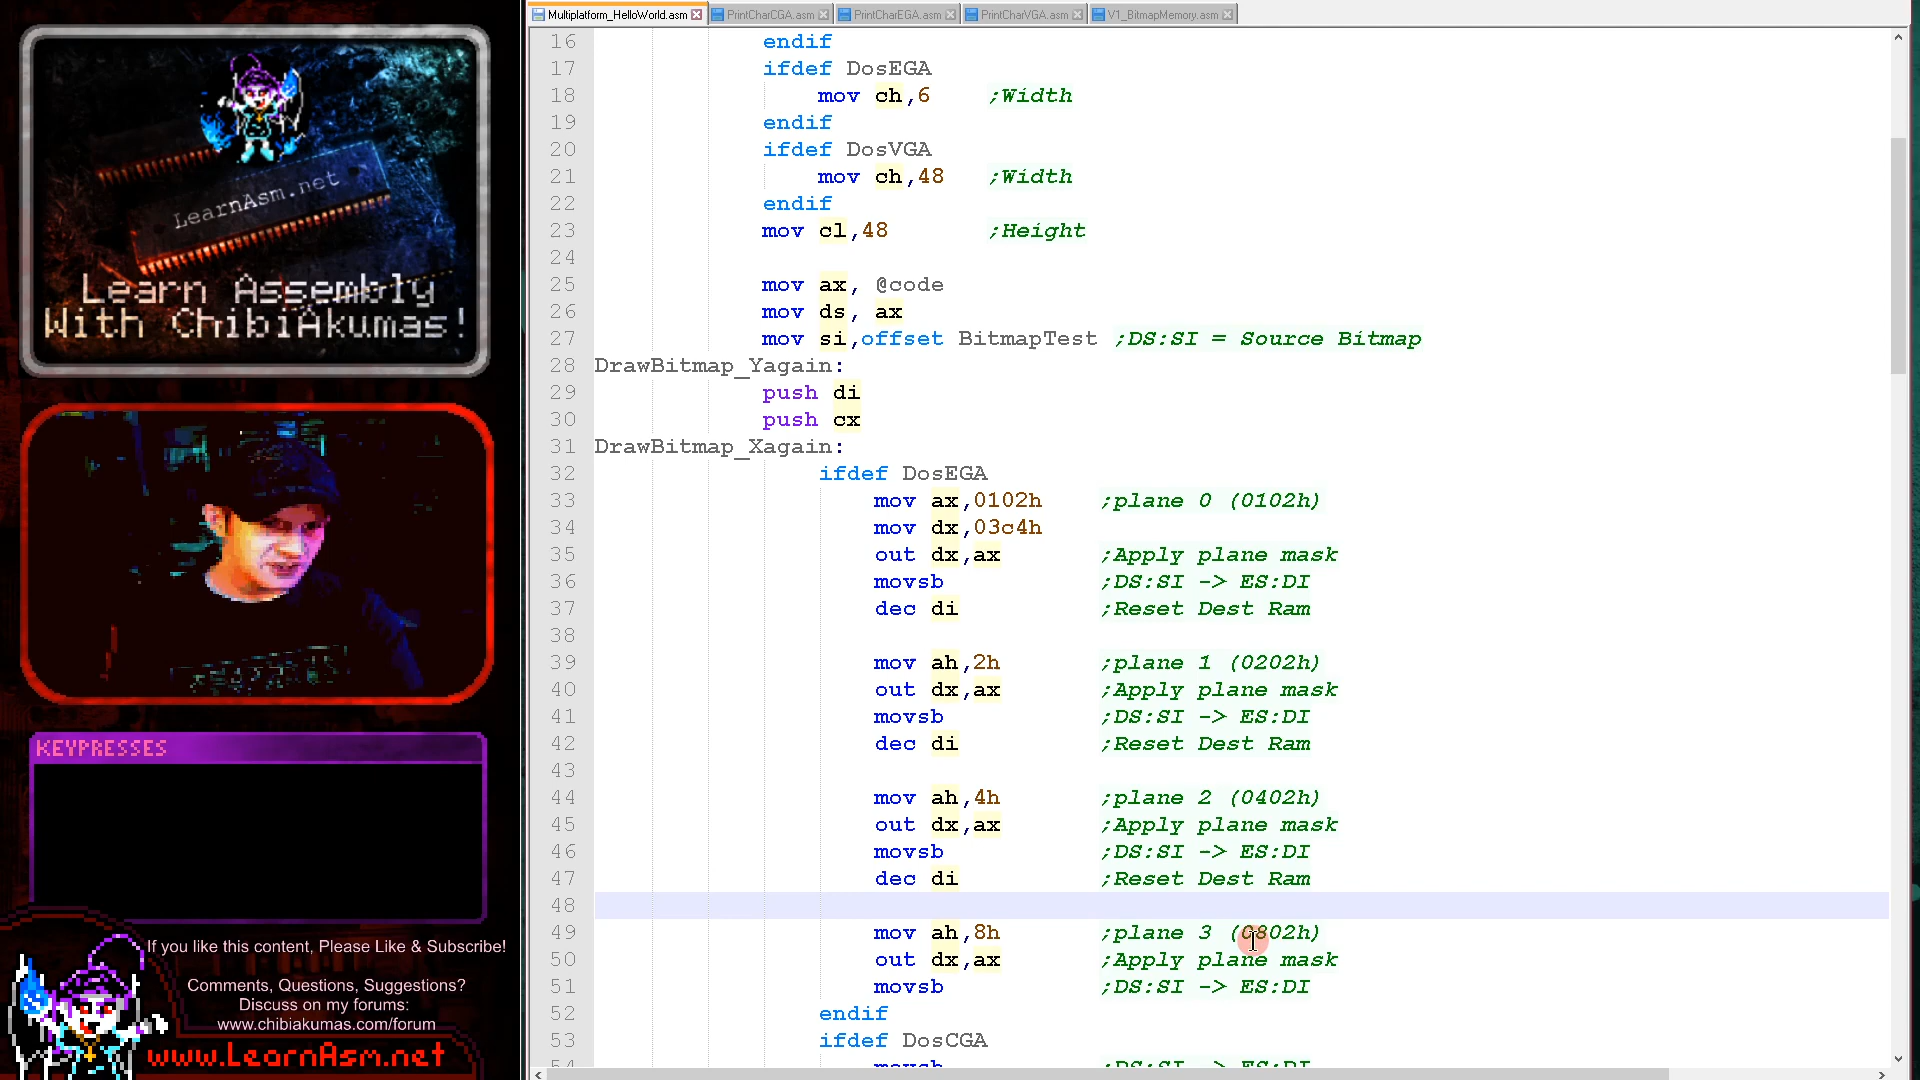 LearnAsm.net
Learn Assembly
With ChibiAkumas!
KEYPRESSES
If you like this content, Please Like & Subscribe!
Comments, Questions, Suggestions?
Discuss on my forums:
www.chibiakumas.com/forum
www.LearnAsm.net
Multiplatform_HelloWorld.asm PrintCharCGA.asm PrintCharEGA.asm PrintCharVGA.asm V1_BitmapMemory.asm
16 endif
17 ifdef DosEGA
18 mov ch,6 ;Width
19 endif
20 ifdef DosVGA
21 mov ch,48 ;Width
22 endif
23 mov cl,48 ;Height
24
25 mov ax, @code
26 mov ds, ax
27 mov si,offset BitmapTest ;DS:SI = Source Bitmap
28 DrawBitmap_Yagain:
29 push di
30 push cx
31 DrawBitmap_Xagain:
32 ifdef DosEGA
33 mov ax,0102h ;plane 0 (0102h)
34 mov dx,03c4h
35 out dx,ax ;Apply plane mask
36 movsb ;DS:SI -> ES:DI
37 dec di ;Reset Dest Ram
38
39 mov ah,2h ;plane 1 (0202h)
40 out dx,ax ;Apply plane mask
41 movsb ;DS:SI -> ES:DI
42 dec di ;Reset Dest Ram
43
44 mov ah,4h ;plane 2 (0402h)
45 out dx,ax ;Apply plane mask
46 movsb ;DS:SI -> ES:DI
47 dec di ;Reset Dest Ram
48
49 mov ah,8h ;plane 3 (0802h)
50 out dx,ax ;Apply plane mask
51 movsb ;DS:SI -> ES:DI
52 endif
53 ifdef DosCGA
54 movsb ;DS:SI -> ES:DI